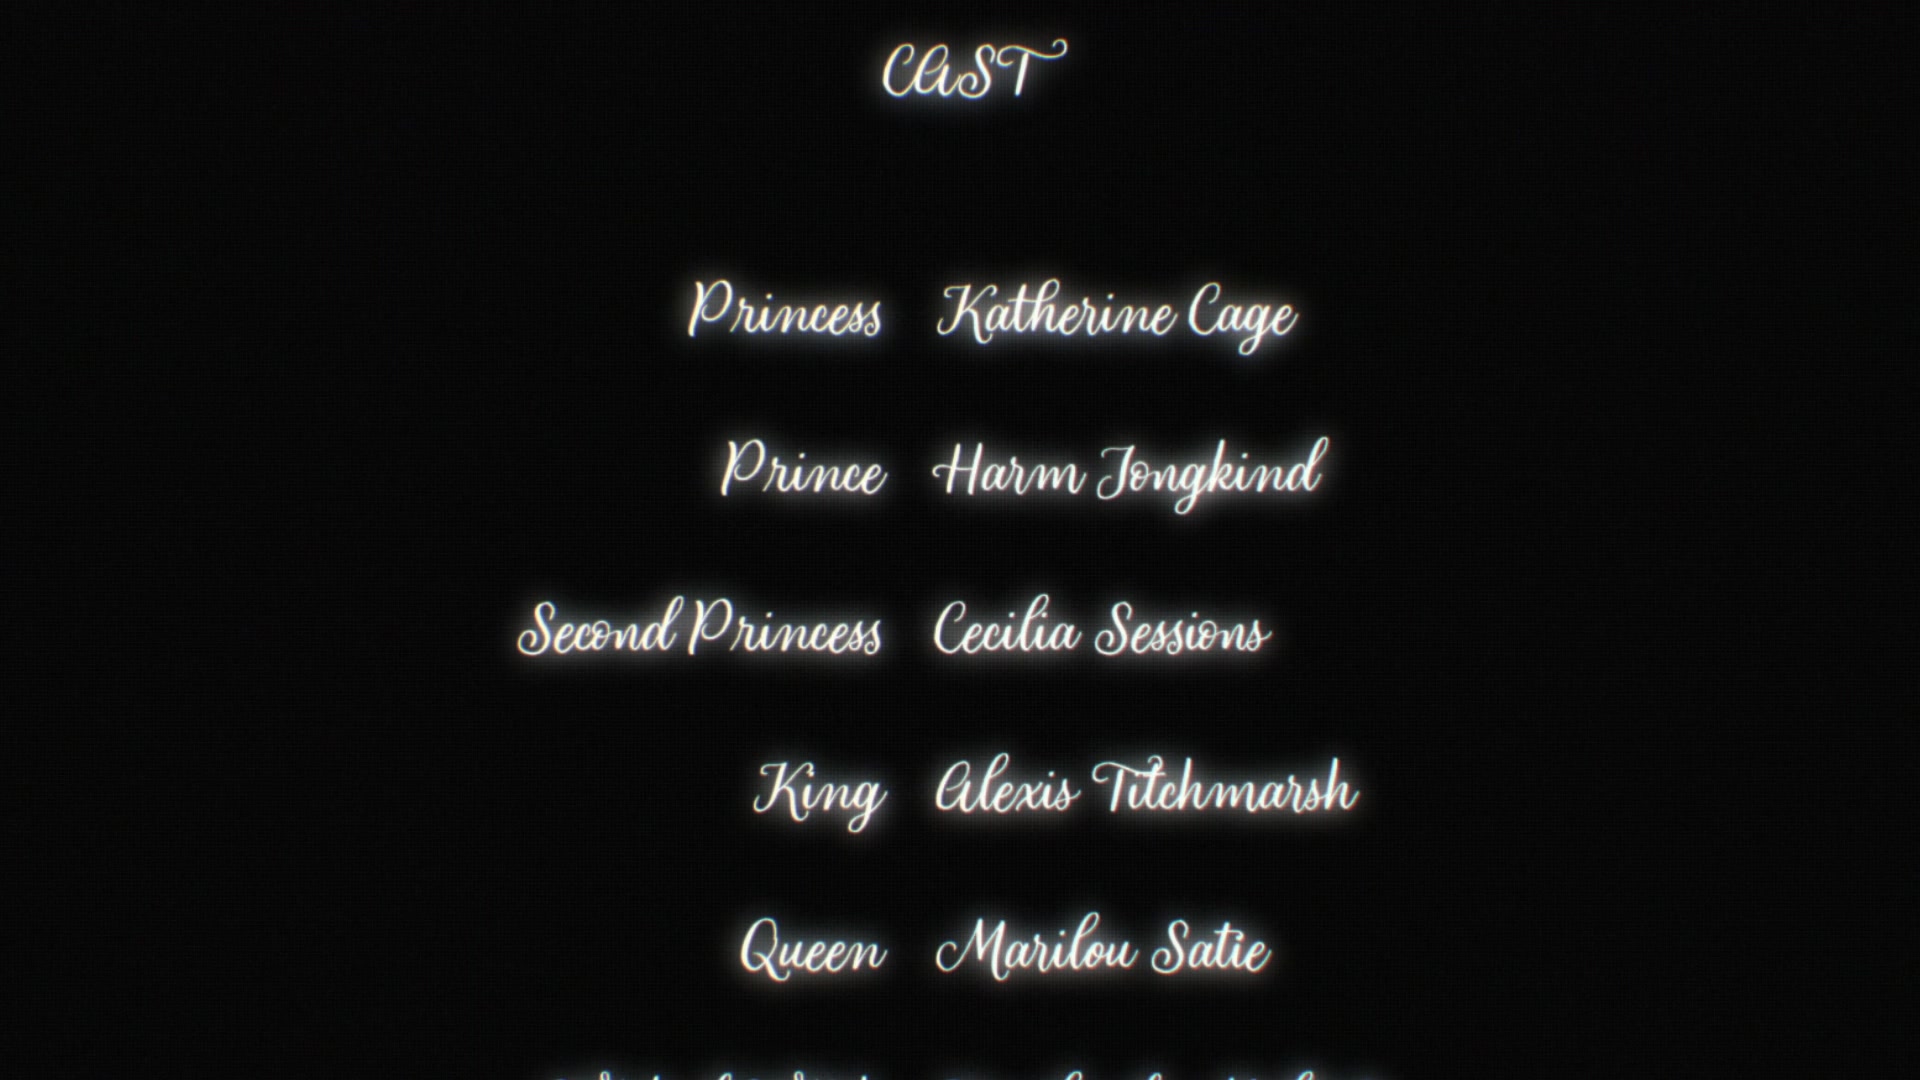 CAST
Princess Katherine Cage
Prince Harm Jongkind
Second Princess Cecilia Sessions
King Alexis Titchmarsh
Queen Marilou Satie